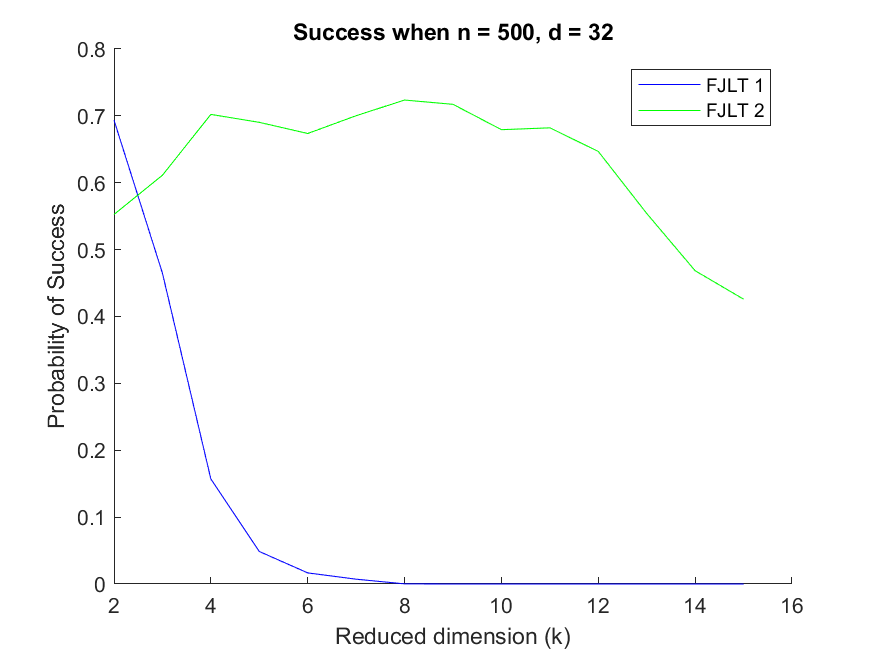 Success when n = 500, d = 32
FJLT 1
FJLT 2
Probability of Success
0.8
0.7
0.6
0.5
0.4
0.3
0.2
0.1
0
2 4 6 8 10 12 14 16
Reduced dimension (k)